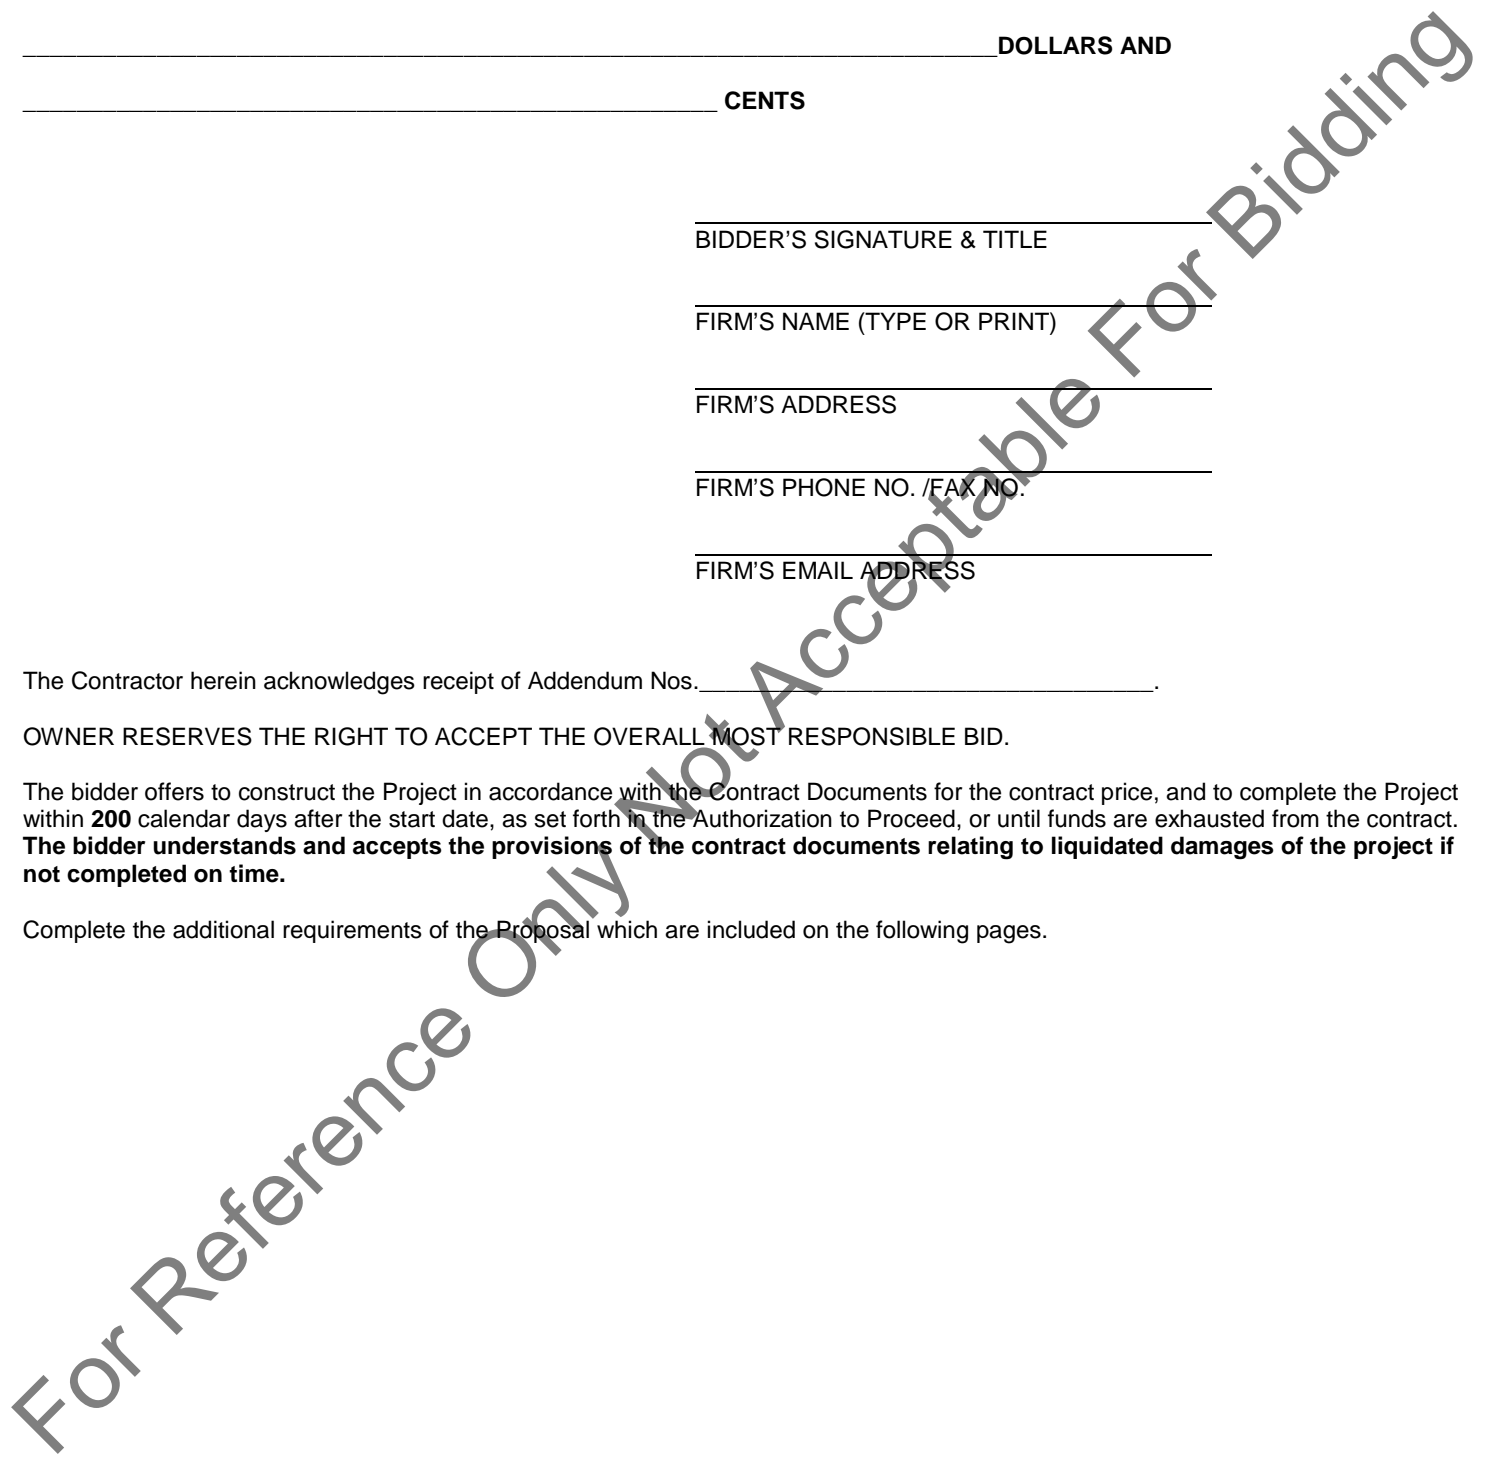 ______________________________________________________________________________DOLLARS AND
______________________________________________________ CENTS
BIDDER’S SIGNATURE & TITLE
FIRM’S NAME (TYPE OR PRINT)
FIRM’S ADDRESS
FIRM’S PHONE NO. /FAX NO.
FIRM’S EMAIL ADDRESS
The Contractor herein acknowledges receipt of Addendum Nos.___________________________________.
OWNER RESERVES THE RIGHT TO ACCEPT THE OVERALL MOST RESPONSIBLE BID.
The bidder offers to construct the Project in accordance with the Contract Documents for the contract price, and to complete the Project
within 200 calendar days after the start date, as set forth in the Authorization to Proceed, or until funds are exhausted from the contract.
The bidder understands and accepts the provisions of the contract documents relating to liquidated damages of the project if
not completed on time.
Complete the additional requirements of the Proposal which are included on the following pages.
For Reference Only Not Acceptable For Bidding